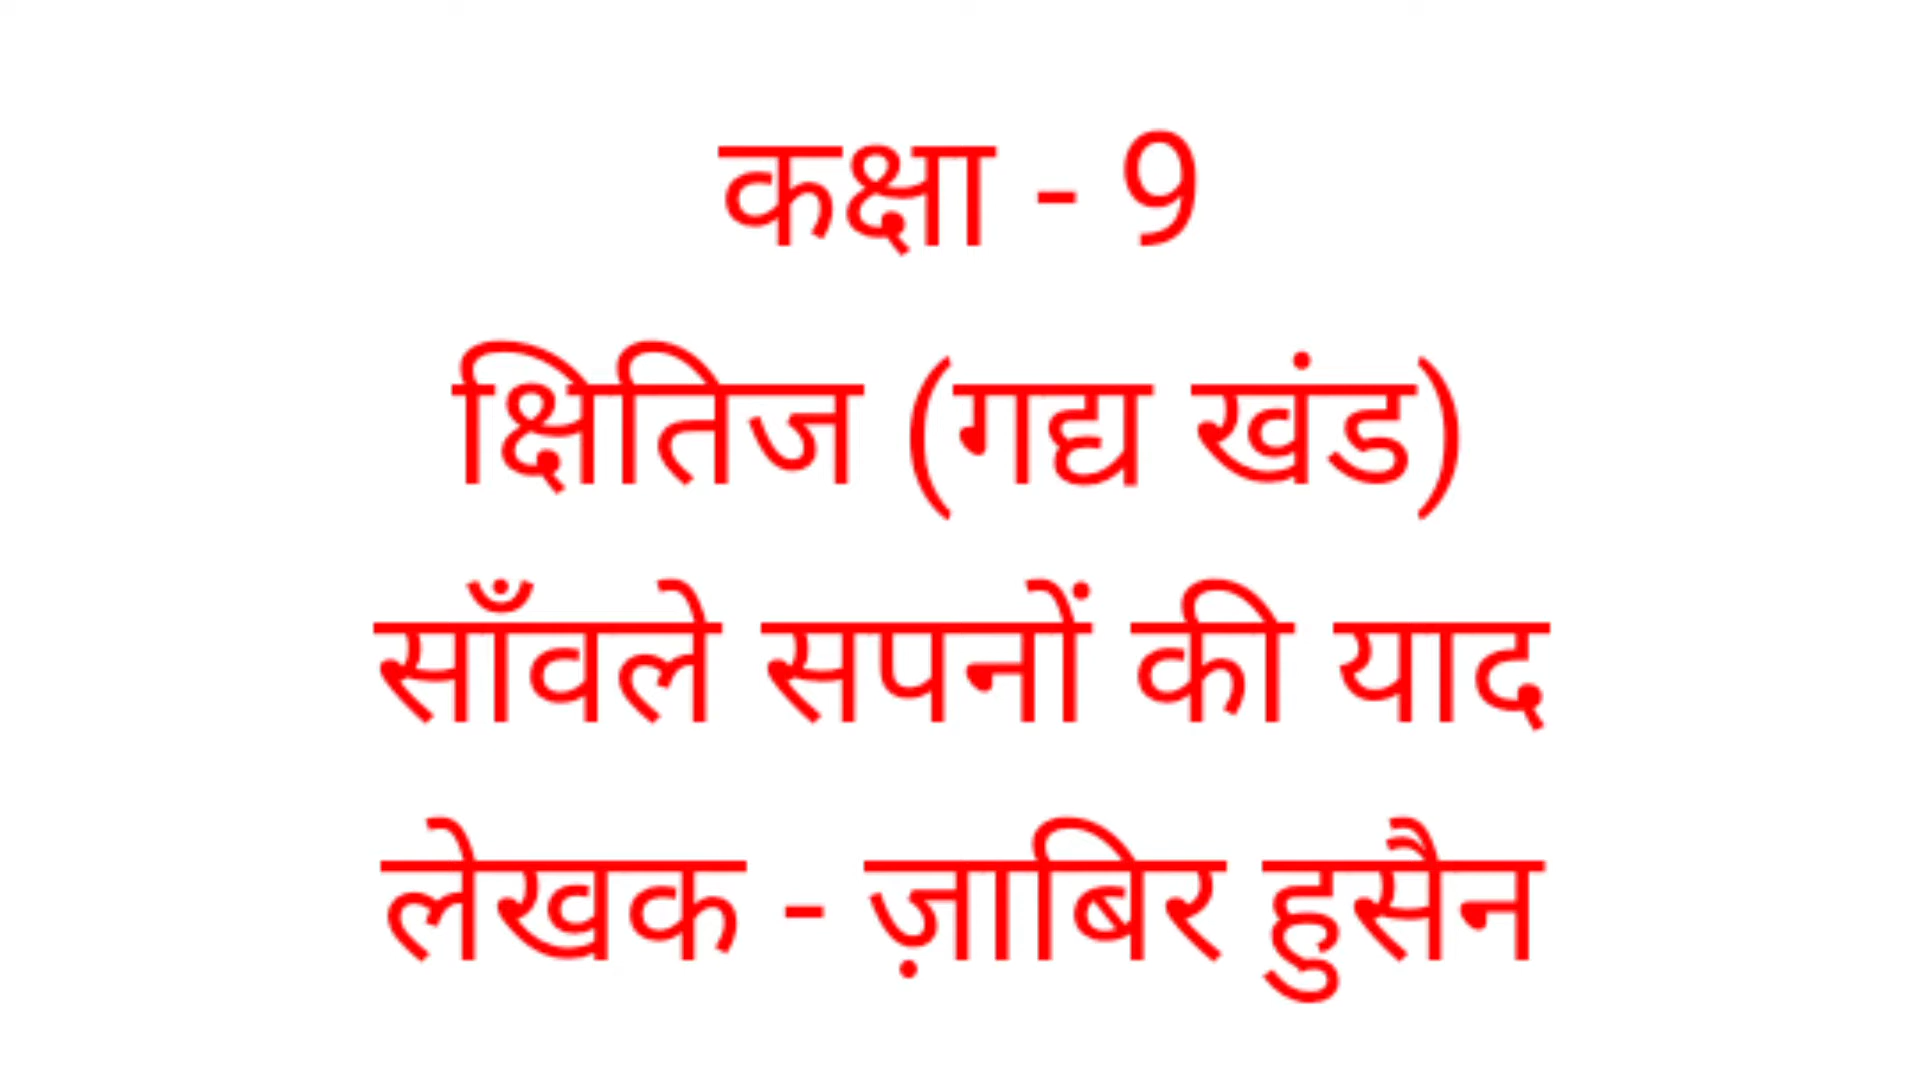 कक्षा - 9
क्षितिज (गद्य खंड)
साँवले सपनों की याद
लेखक - ज़ाबिर हुसैन